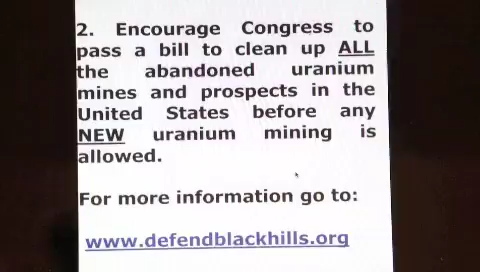 2. Encourage Congress to
pass a bill to clean up ALL
the abandoned uranium
mines and prospects in the
United States before any
NEW uranium mining is
allowed.
For more information go to:
www.defendblackhills.org